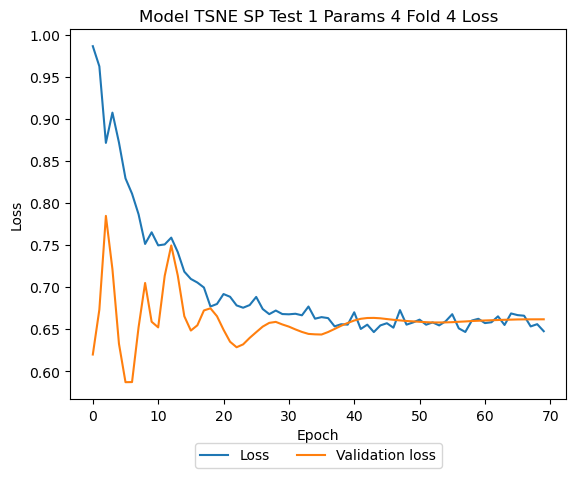 Model TSNE SP Test 1 Params 4 Fold 4 Loss
1.00
0.95
0.90
0.85
0.80
0.75
0.70
0.65
0.60
Loss
0 10 20 30 40 50 60 70
Epoch
Loss Validation loss